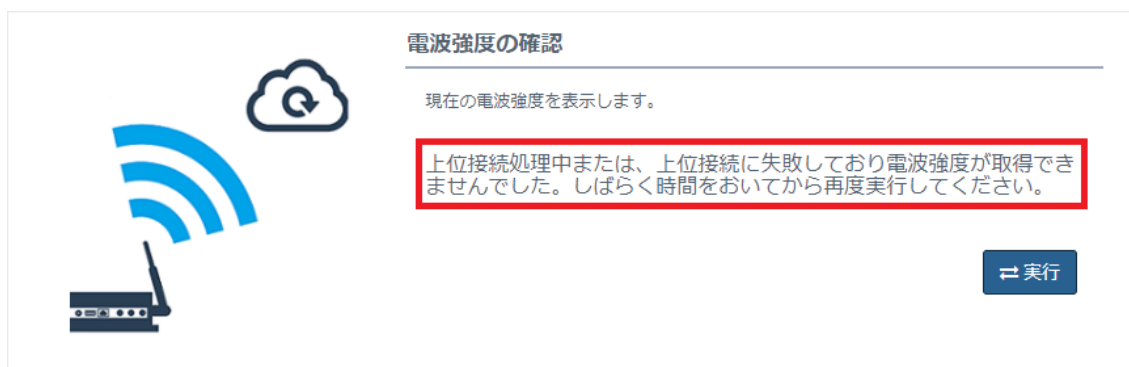 電波強度の確認
現在の電波強度を表示します。
上位接続処理中または、上位接続に失敗しており電波強度が取得でき
ませんでした。しばらく時間をおいてから再度実行してください。
実行